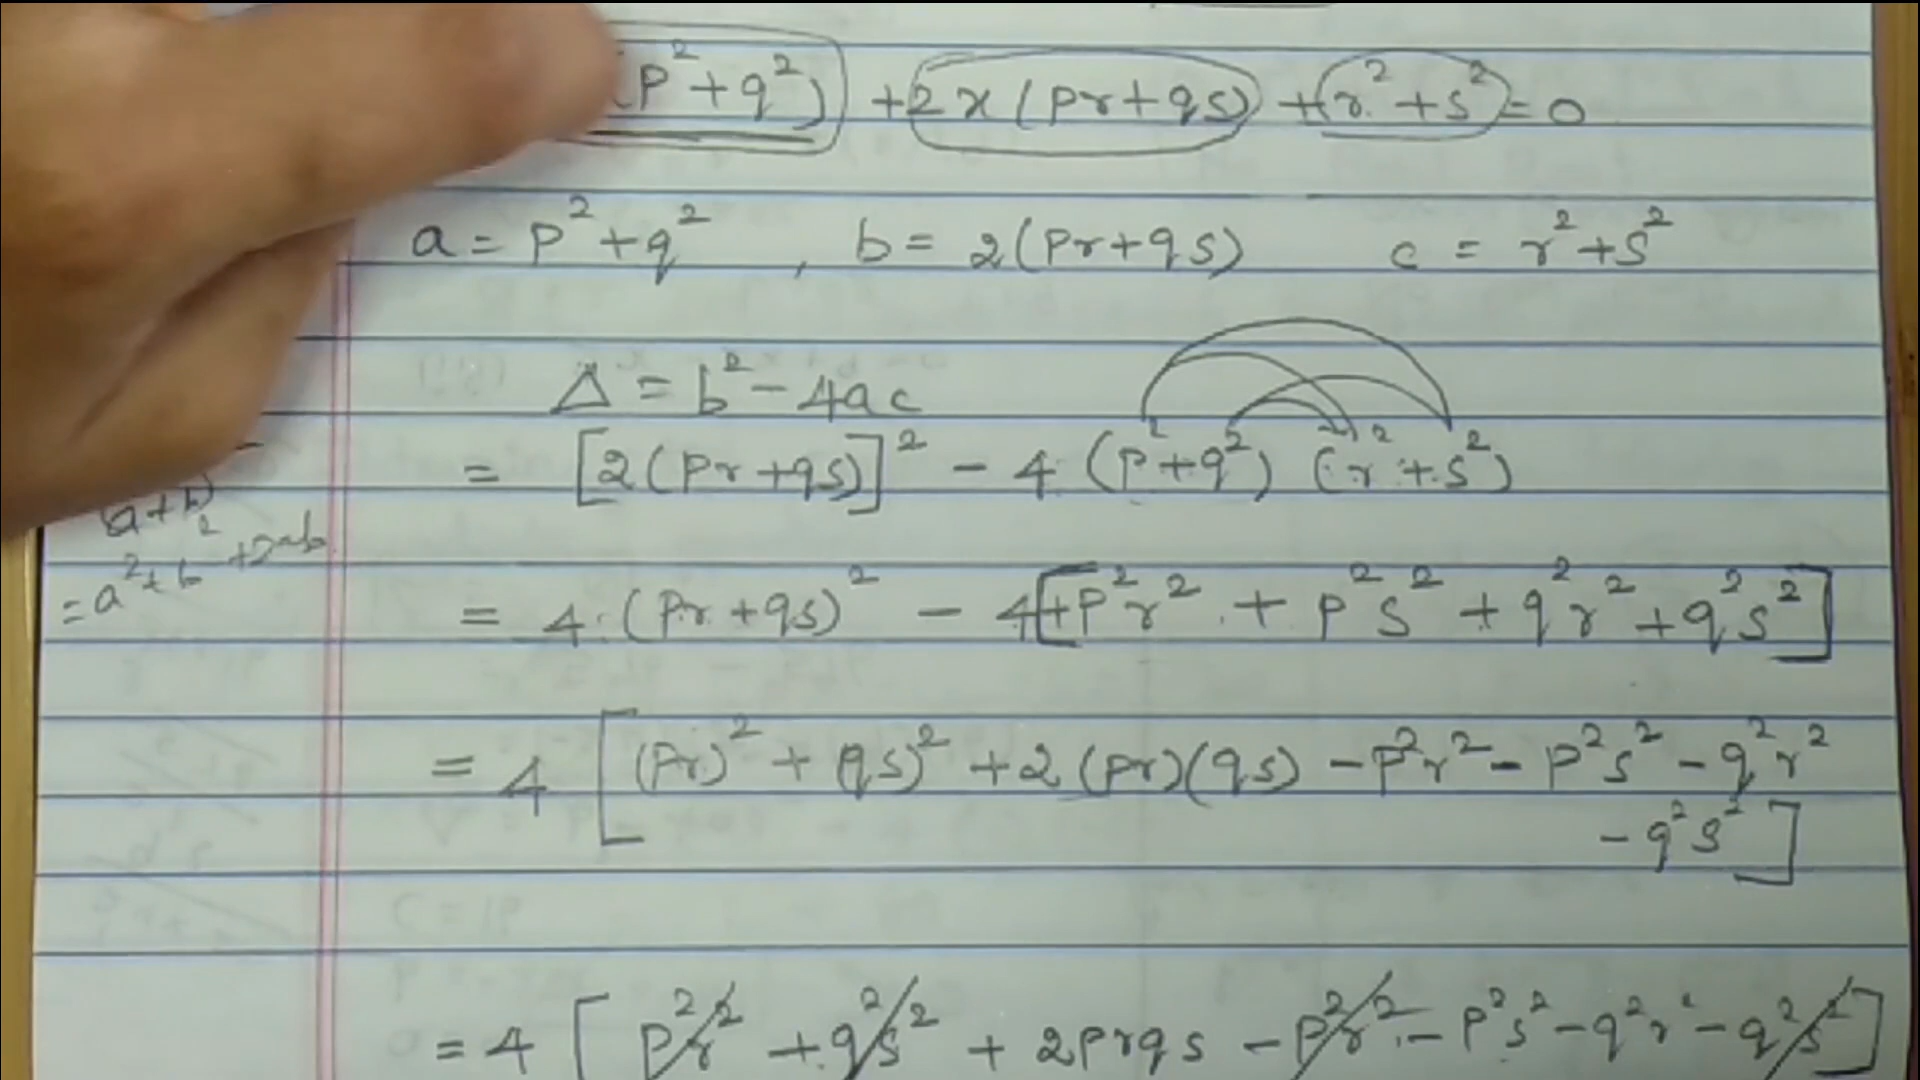 (p²+q²) +2x(pr+qs) +r²+s²=0
a = p²+q² , b = 2(pr+qs) c = r²+s²
Δ = b²-4ac
= [2(pr+qs)]² - 4 (p²+q²) (r²+s²)
(a+b)²
= a²+b²+2ab
= 4.(pr+qs)² - 4[+p²r² + p²s² + q²r² + q²s²]
= 4 [(pr)² + (qs)² +2(pr)(qs) -p²r² - p²s² - q²r²
- q²s²]
= 4 [p²r² + q²s² + 2prqs - p²r² - p²s² - q²r² - q²s²]